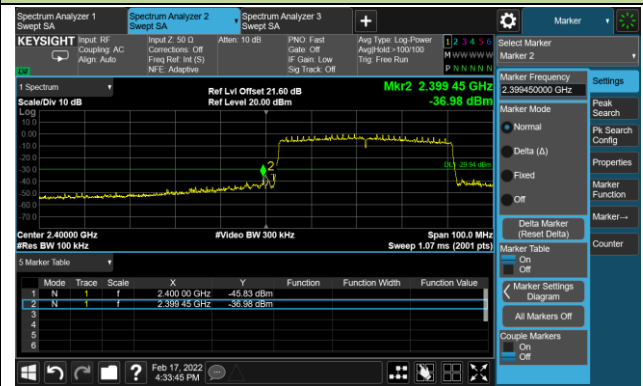 Spectrum Analyzer 1
Swept SA
Spectrum Analyzer 2
Swept SA
Spectrum Analyzer 3
Swept SA
+
Marker
KEYSIGHT
Input: RF
Coupling: AC
Align: Auto
Input Z: 50 Ω
Corrections: Off
Freq Ref: Int (S)
NFE: Adaptive
Atten: 10 dB
PNO: Fast
Gate: Off
IF Gain: Low
Sig Track: Off
Avg Type: Log-Power
Avg|Hold:>100/100
Trig: Free Run
1 2 3 4 5 6
M W W W W W
P N N N N N
LXI
Select Marker
Marker 2
1 Spectrum
Scale/Div 10 dB
Ref Lvl Offset 21.60 dB
Ref Level 20.00 dBm
Mkr2 2.399 45 GHz
-36.98 dBm
Log
10.0
0.00
-10.0
-20.0
-30.0
-40.0
-50.0
-60.0
-70.0
2
DL1 -29.94 dBm
Center 2.40000 GHz
#Res BW 100 kHz
#Video BW 300 kHz
Span 100.0 MHz
Sweep 1.07 ms (2001 pts)
5 Marker Table
Mode Trace Scale X Y Function Function Width Function Value
1 N 1 f 2.400 00 GHz -45.83 dBm
2 N 1 f 2.399 45 GHz -36.98 dBm
3
4
5
6
Marker Frequency
2.399450000 GHz
Marker Mode
Normal
Delta (Δ)
Fixed
Off
Delta Marker
(Reset Delta)
Marker Table
On
Off
Marker Settings
Diagram
All Markers Off
Couple Markers
On
Off
Settings
Peak
Search
Pk Search
Config
Properties
Marker
Function
Marker→
Counter
?
Feb 17, 2022
4:33:45 PM